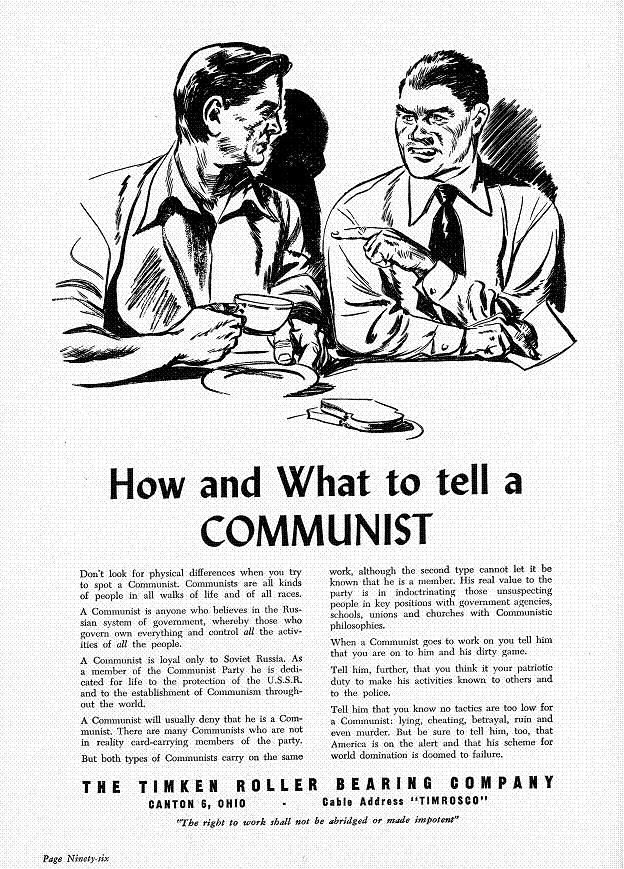 How and What to tell a
COMMUNIST
Don't look for physical differences when you try
to spot a Communist. Communists are all kinds
of people in all walks of life and of all races.
A Communist is anyone who believes in the Rus-
sian system of government, whereby those who
govern own everything and control all the activ-
ities of all the people.
A Communist is loyal only to Soviet Russia. As
a member of the Communist Party he is dedi-
cated for life to the protection of the U.S.S.R.
and to the establishment of Communism through-
out the world.
A Communist will usually deny that he is a Com-
munist. There are many Communists who are not
in reality card-carrying members of the party.
But both types of Communists carry on the same
work, although the second type cannot let it be
known that he is a member. His real value to the
party is in indoctrinating those unsuspecting
people in key positions with government agencies,
schools, unions and churches with Communistic
philosophies.
When a Communist goes to work on you tell him
that you are on to him and his dirty game.
Tell him, further, that you think it your patriotic
duty to make his activities known to others and
to the police.
Tell him that you know no tactics are too low for
a Communist: lying, cheating, betrayal, ruin and
even murder. But be sure to tell him, too, that
America is on the alert and that his scheme for
world domination is doomed to failure.
THE TIMKEN ROLLER BEARING COMPANY
CANTON 6, OHIO - Cable Address "TIMROSCO"
"The right to work shall not be abridged or made impotent"
Page Ninety-six